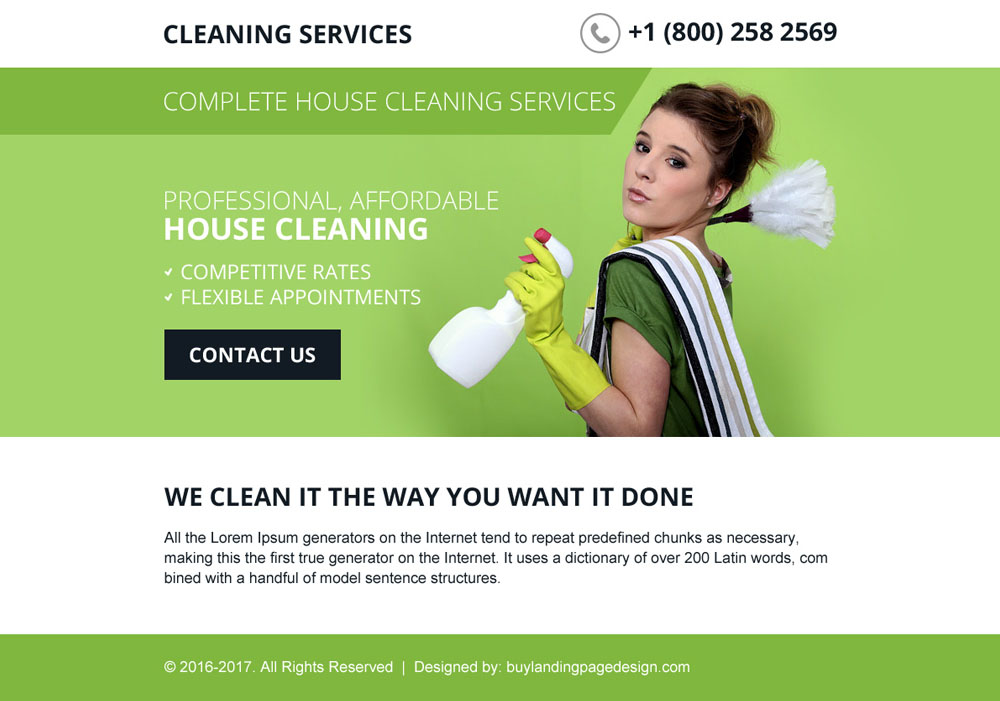 CLEANING SERVICES
+1 (800) 258 2569
COMPLETE HOUSE CLEANING SERVICES
PROFESSIONAL, AFFORDABLE
HOUSE CLEANING
COMPETITIVE RATES
FLEXIBLE APPOINTMENTS
CONTACT US
WE CLEAN IT THE WAY YOU WANT IT DONE
All the Lorem Ipsum generators on the Internet tend to repeat predefined chunks as necessary,
making this the first true generator on the Internet. It uses a dictionary of over 200 Latin words, com
bined with a handful of model sentence structures.
© 2016-2017. All Rights Reserved | Designed by: buylandingpagedesign.com